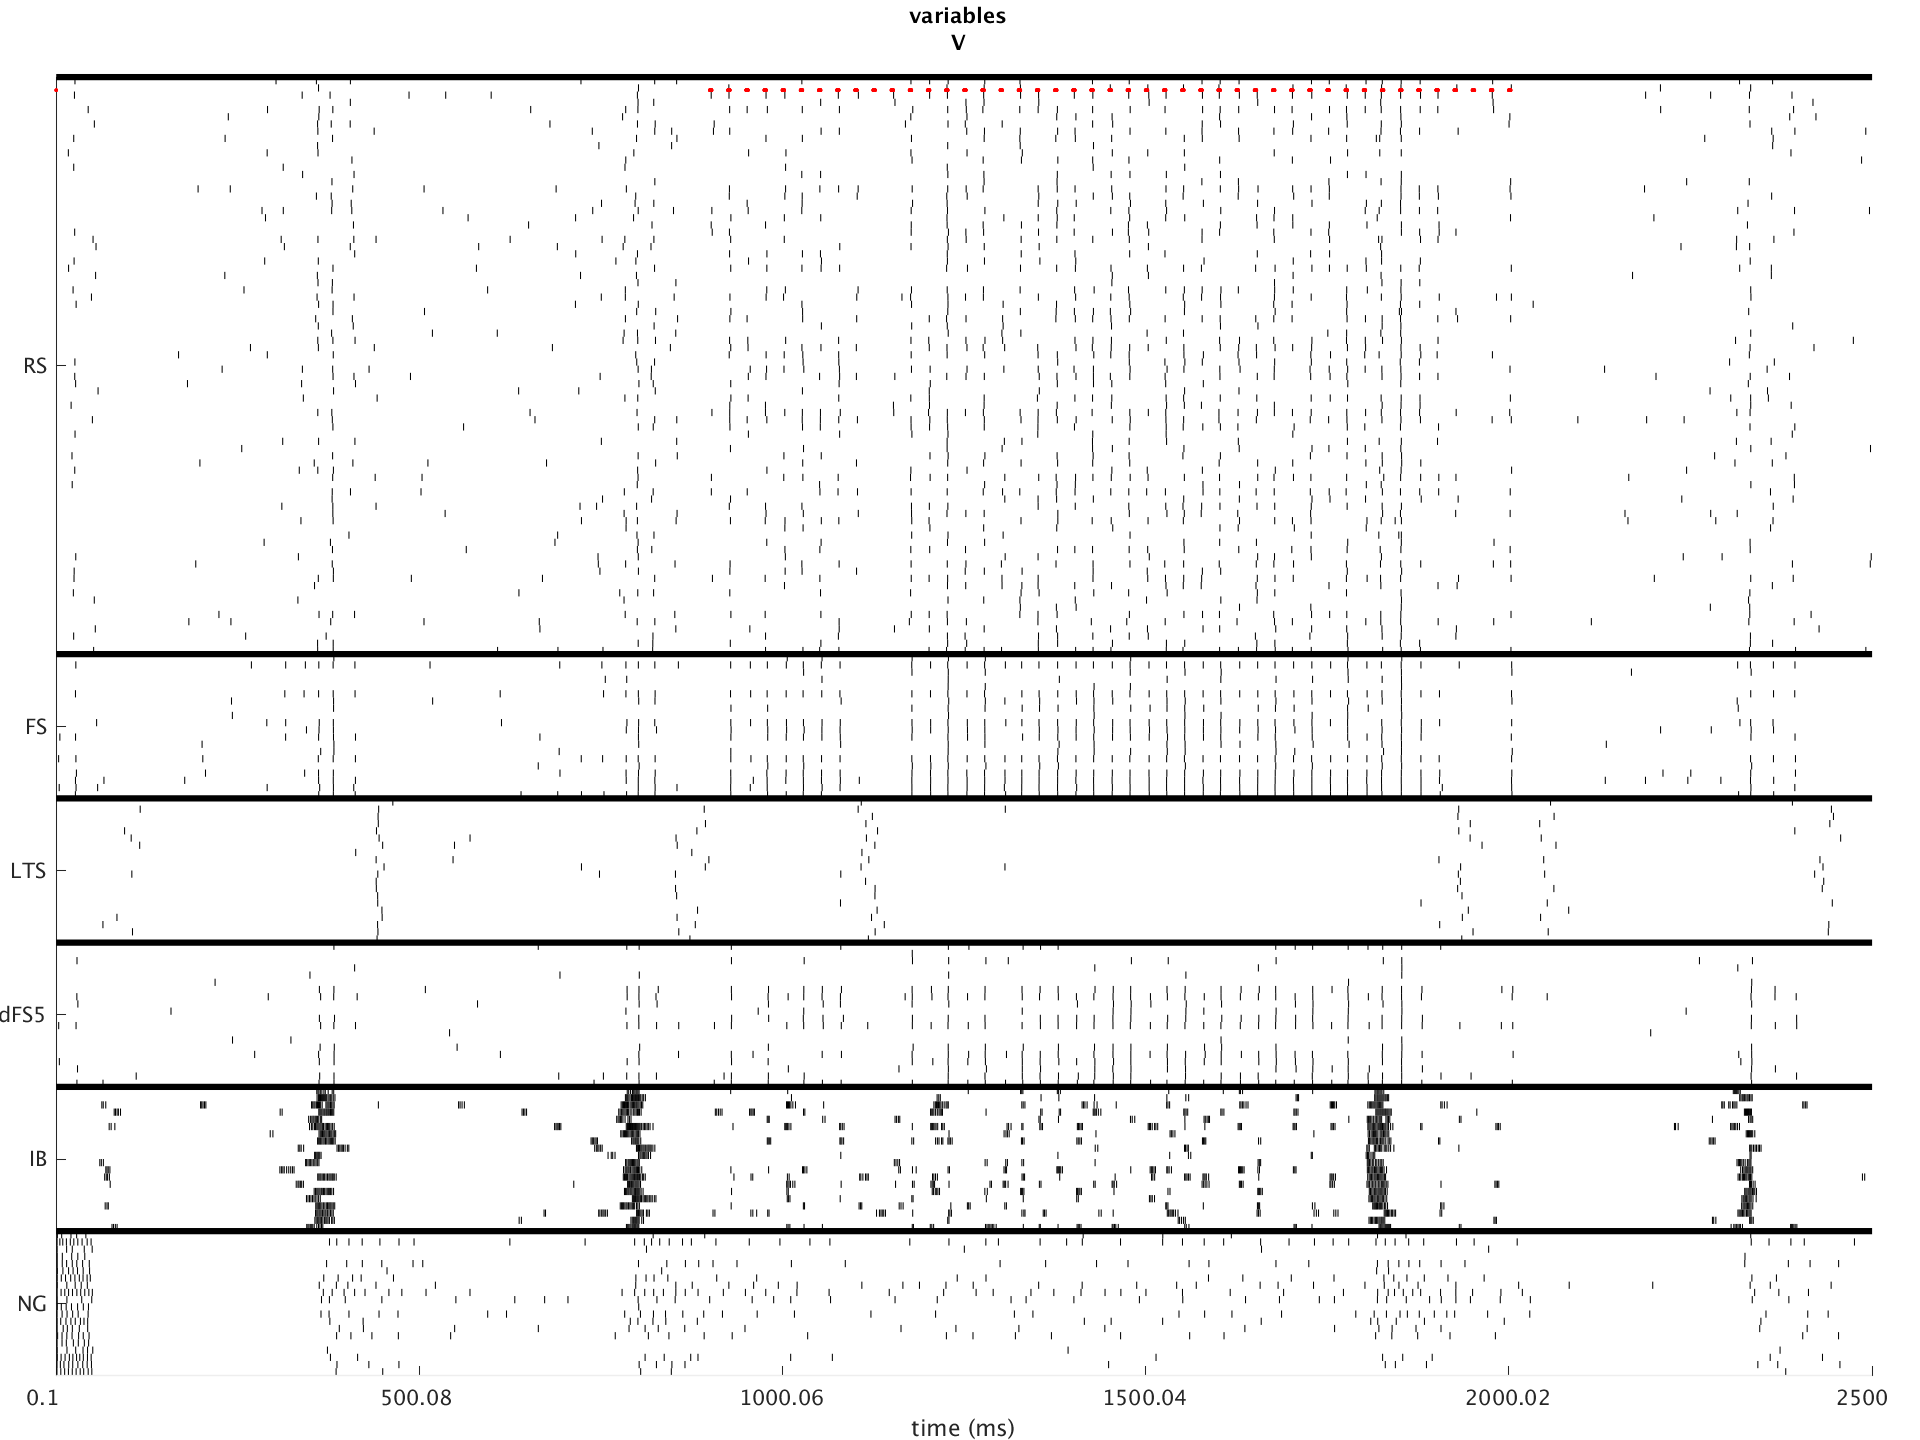 variables
V
RS
FS
LTS
dFS5
IB
NG
0.1
500.08
1000.06
1500.04
2000.02
2500
time (ms)